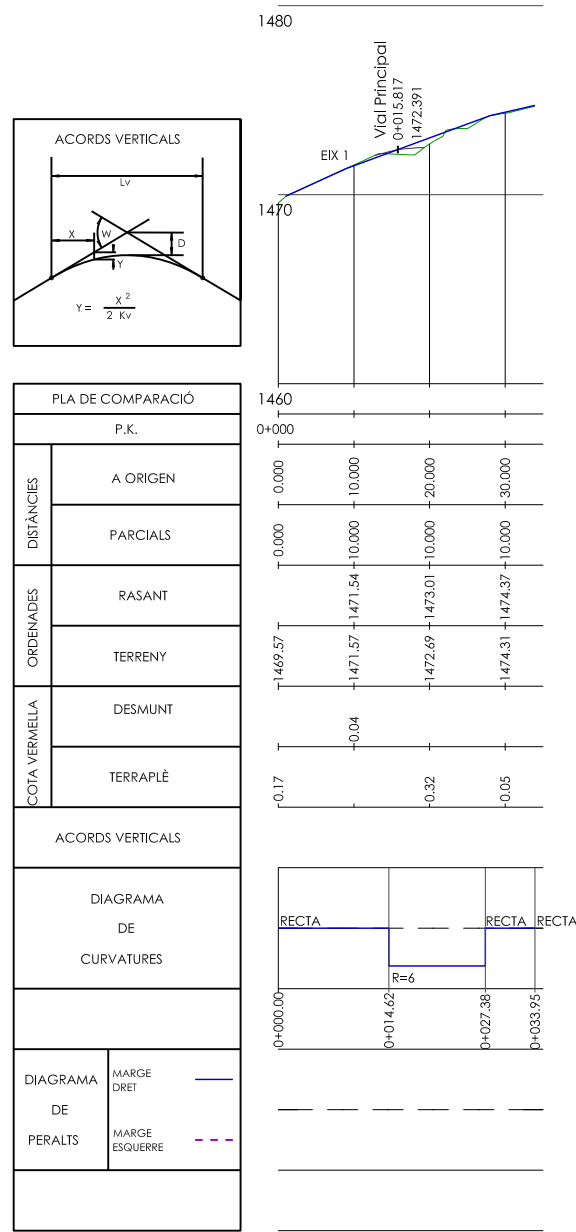 1480
Vial Principal
0+015.817
1472.391
EIX 1
1470
ACORDS VERTICALS
Lv
X
W
D
Y
Y = X 2 / 2 Kv
PLA DE COMPARACIÓ
1460
P.K.
0+000
DISTÀNCIES
A ORIGEN
0.000 10.000 20.000 30.000
PARCIALS
0.000 10.000 10.000 10.000
ORDENADES
RASANT
1471.54 1473.01 1474.37
TERRENY
1469.57 1471.57 1472.69 1474.31
COTA VERMELLA
DESMUNT
0.04
TERRAPLÈ
0.17 0.32 0.05
ACORDS VERTICALS
DIAGRAMA
DE
CURVATURES
RECTA RECTA RECTA
R=6
0+000.00 0+014.62 0+027.38 0+033.95
DIAGRAMA
DE
PERALTS
MARGE
DRET
MARGE
ESQUERRE